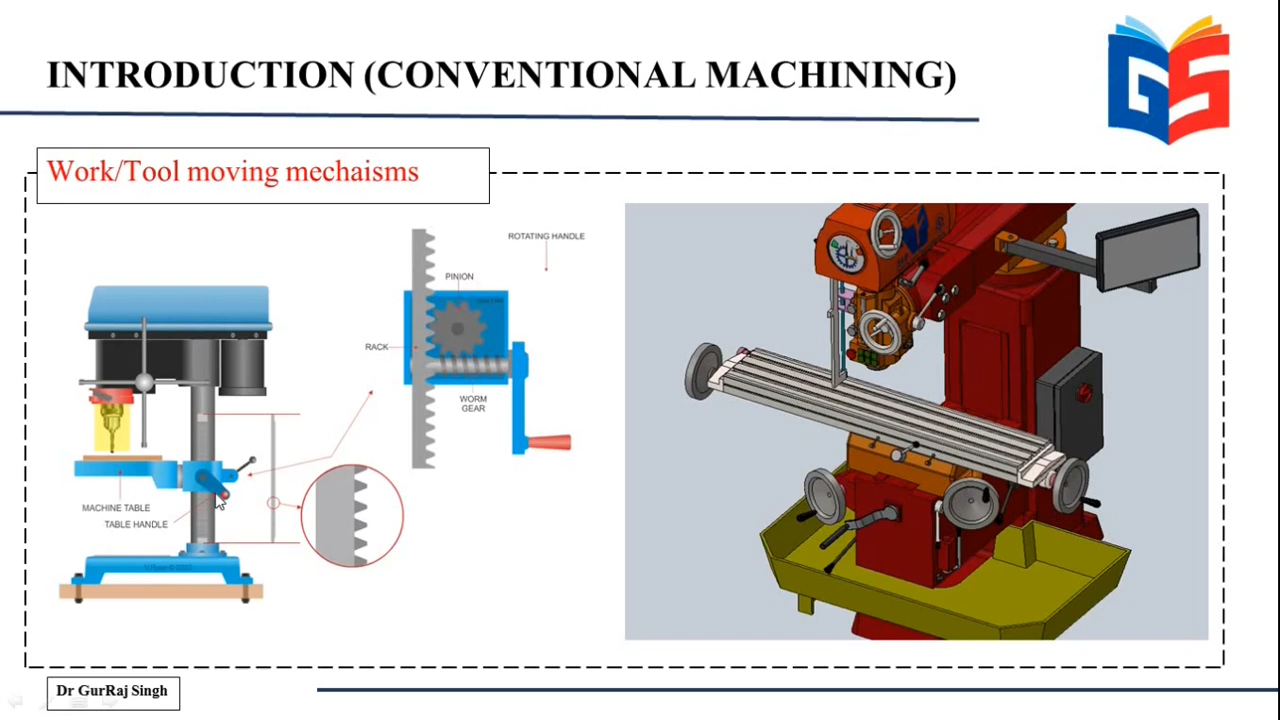 INTRODUCTION (CONVENTIONAL MACHINING)
GS
Work/Tool moving mechaisms
ROTATING HANDLE
PINION
RACK
WORM
GEAR
MACHINE TABLE
TABLE HANDLE
Dr GurRaj Singh